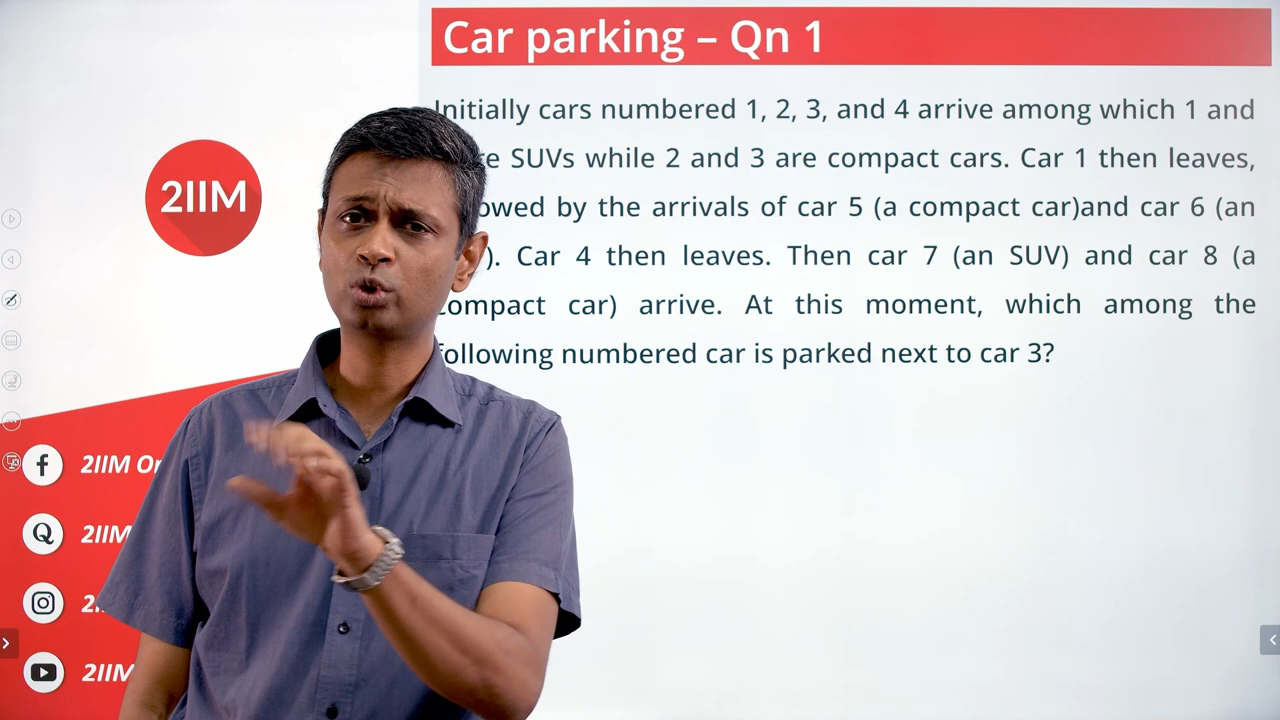 Car parking – Qn 1
Initially cars numbered 1, 2, 3, and 4 arrive among which 1 and
SUVs while 2 and 3 are compact cars. Car 1 then leaves,
by the arrivals of car 5 (a compact car)and car 6 (an
). Car 4 then leaves. Then car 7 (an SUV) and car 8 (a
compact car) arrive. At this moment, which among the
following numbered car is parked next to car 3?
2IIM
2IIM
2IIM
2IIM